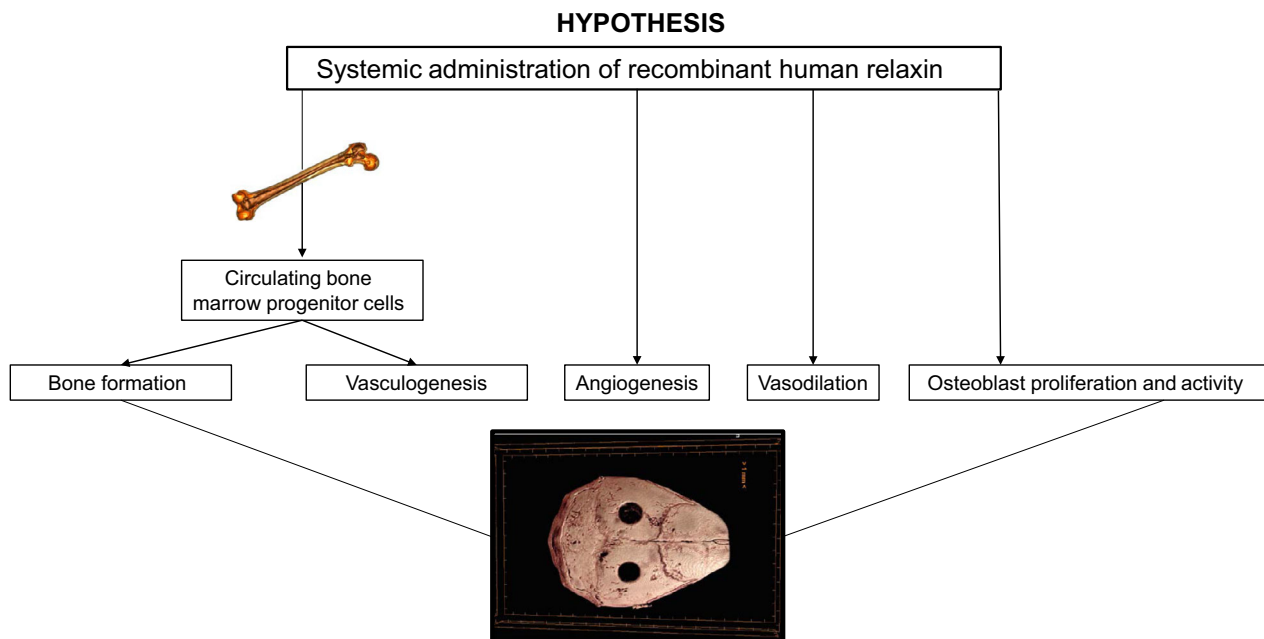 HYPOTHESIS
Systemic administration of recombinant human relaxin
Circulating bone
marrow progenitor cells
Bone formation
Vasculogenesis
Angiogenesis
Vasodilation
Osteoblast proliferation and activity